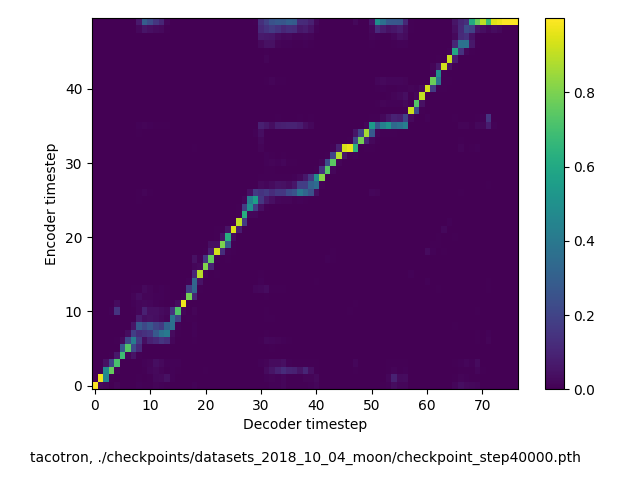 40
30
20
10
0
Encoder timestep
0 10 20 30 40 50 60 70
Decoder timestep
0.8
0.6
0.4
0.2
0.0
tacotron, ./checkpoints/datasets_2018_10_04_moon/checkpoint_step40000.pth